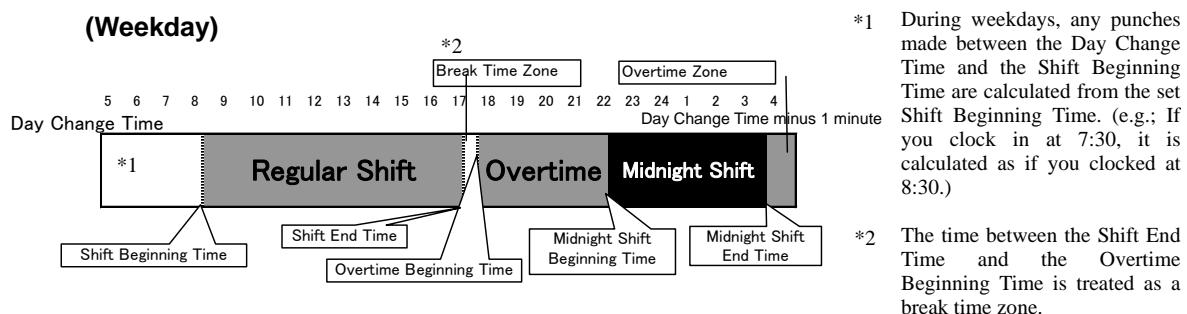 (Weekday)
*2
Break Time Zone
Overtime Zone
5 6 7 8 9 10 11 12 13 14 15 16 17 18 19 20 21 22 23 24 1 2 3 4
Day Change Time
Day Change Time minus 1 minute
*1
Regular Shift
Overtime
Midnight Shift
Shift Beginning Time
Shift End Time
Overtime Beginning Time
Midnight Shift
Beginning Time
Midnight Shift
End Time
*1 During weekdays, any punches
made between the Day Change
Time and the Shift Beginning
Time are calculated from the set
Shift Beginning Time. (e.g.; If
you clock in at 7:30, it is
calculated as if you clocked at
8:30.)
*2 The time between the Shift End
Time and the Overtime
Beginning Time is treated as a
break time zone.